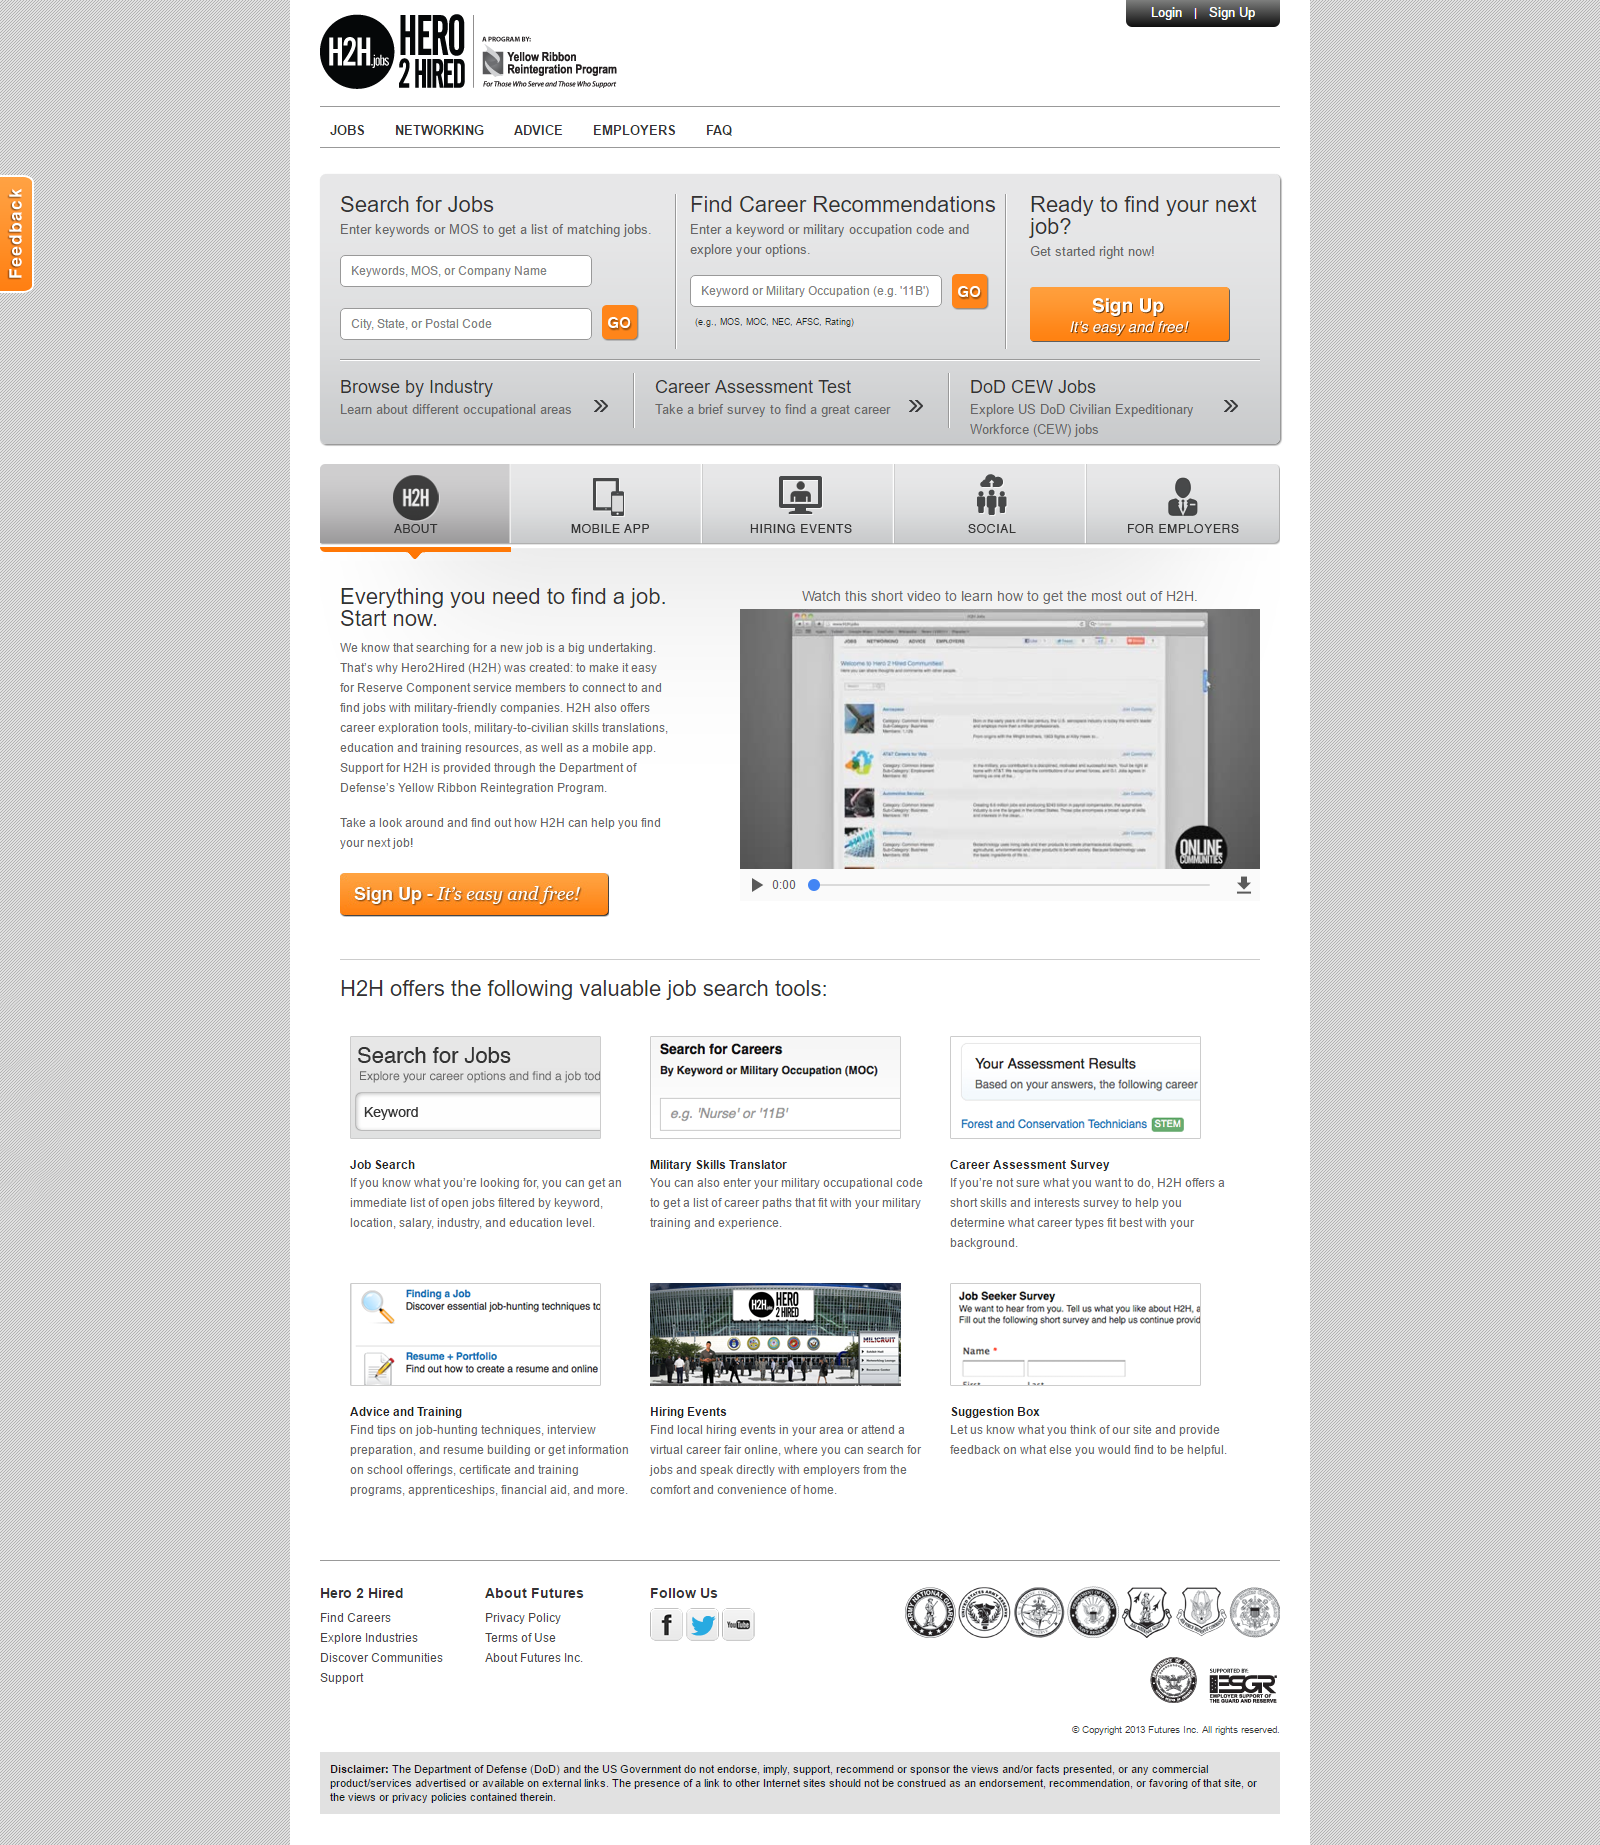 Login | Sign Up
H2H.jobs
HERO
2 HIRED
A PROGRAM BY:
Yellow Ribbon
Reintegration Program
For Those Who Serve and Those Who Support
JOBS NETWORKING ADVICE EMPLOYERS FAQ
Feedback
Search for Jobs
Enter keywords or MOS to get a list of matching jobs.
Keywords, MOS, or Company Name
City, State, or Postal Code
GO
Find Career Recommendations
Enter a keyword or military occupation code and
explore your options.
Keyword or Military Occupation (e.g. '11B')
GO
(e.g., MOS, MOC, NEC, AFSC, Rating)
Ready to find your next
job?
Get started right now!
Sign Up
It's easy and free!
Browse by Industry
Learn about different occupational areas
Career Assessment Test
Take a brief survey to find a great career
DoD CEW Jobs
Explore US DoD Civilian Expeditionary
Workforce (CEW) jobs
H2H
ABOUT
MOBILE APP
HIRING EVENTS
SOCIAL
FOR EMPLOYERS
Everything you need to find a job.
Start now.
We know that searching for a new job is a big undertaking.
That's why Hero2Hired (H2H) was created: to make it easy
for Reserve Component service members to connect to and
find jobs with military-friendly companies. H2H also offers
career exploration tools, military-to-civilian skills translations,
education and training resources, as well as a mobile app.
Support for H2H is provided through the Department of
Defense's Yellow Ribbon Reintegration Program.
Take a look around and find out how H2H can help you find
your next job!
Sign Up - It's easy and free!
Watch this short video to learn how to get the most out of H2H.
JOBS NETWORKING ADVICE EMPLOYERS
Welcome to Hero 2 Hired Communities!
Aerospace
AT&T Careers for Vets
Automotive Services
Biotechnology
ONLINE
COMMUNITIES
0:00
H2H offers the following valuable job search tools:
Search for Jobs
Explore your career options and find a job tod
Keyword
Job Search
If you know what you're looking for, you can get an
immediate list of open jobs filtered by keyword,
location, salary, industry, and education level.
Search for Careers
By Keyword or Military Occupation (MOC)
e.g. 'Nurse' or '11B'
Military Skills Translator
You can also enter your military occupational code
to get a list of career paths that fit with your military
training and experience.
Your Assessment Results
Based on your answers, the following career
Forest and Conservation Technicians STEM
Career Assessment Survey
If you're not sure what you want to do, H2H offers a
short skills and interests survey to help you
determine what career types fit best with your
background.
Finding a Job
Discover essential job-hunting techniques to
Resume + Portfolio
Find out how to create a resume and online
Advice and Training
Find tips on job-hunting techniques, interview
preparation, and resume building or get information
on school offerings, certificate and training
programs, apprenticeships, financial aid, and more.
H2H.jobs
HERO
2 HIRED
MILICRUIT
Hiring Events
Find local hiring events in your area or attend a
virtual career fair online, where you can search for
jobs and speak directly with employers from the
comfort and convenience of home.
Job Seeker Survey
We want to hear from you. Tell us what you like about H2H, a
Fill out the following short survey and help us continue provid
Name *
First Last
Suggestion Box
Let us know what you think of our site and provide
feedback on what else you would find to be helpful.
Hero 2 Hired
Find Careers
Explore Industries
Discover Communities
Support
About Futures
Privacy Policy
Terms of Use
About Futures Inc.
Follow Us
YouTube
ARMY NATIONAL GUARD
SUPPORTED BY:
ESGR
EMPLOYER SUPPORT OF
THE GUARD AND RESERVE
© Copyright 2013 Futures Inc. All rights reserved.
Disclaimer: The Department of Defense (DoD) and the US Government do not endorse, imply, support, recommend or sponsor the views and/or facts presented, or any commercial
product/services advertised or available on external links. The presence of a link to other Internet sites should not be construed as an endorsement, recommendation, or favoring of that site, or
the views or privacy policies contained therein.